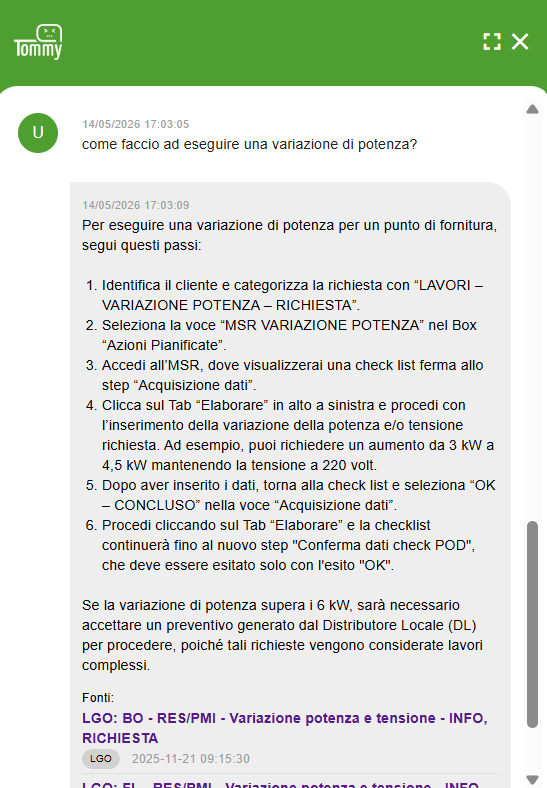 Tommy
14/05/2026 17:03:05
U
come faccio ad eseguire una variazione di potenza?
14/05/2026 17:03:09
Per eseguire una variazione di potenza per un punto di fornitura,
segui questi passi:
1. Identifica il cliente e categorizza la richiesta con “LAVORI –
VARIAZIONE POTENZA – RICHIESTA”.
2. Seleziona la voce “MSR VARIAZIONE POTENZA” nel Box
“Azioni Pianificate”.
3. Accedi all’MSR, dove visualizzerai una check list ferma allo
step “Acquisizione dati”.
4. Clicca sul Tab “Elaborare” in alto a sinistra e procedi con
l’inserimento della variazione della potenza e/o tensione
richiesta. Ad esempio, puoi richiedere un aumento da 3 kW a
4,5 kW mantenendo la tensione a 220 volt.
5. Dopo aver inserito i dati, torna alla check list e seleziona “OK
– CONCLUSO” nella voce “Acquisizione dati”.
6. Procedi cliccando sul Tab “Elaborare” e la checklist
continuerà fino al nuovo step "Conferma dati check POD",
che deve essere esitato solo con l'esito "OK".
Se la variazione di potenza supera i 6 kW, sarà necessario
accettare un preventivo generato dal Distributore Locale (DL)
per procedere, poiché tali richieste vengono considerate lavori
complessi.
Fonti:
LGO: BO - RES/PMI - Variazione potenza e tensione - INFO,
RICHIESTA
LGO 2025-11-21 09:15:30
LGO: FL - RES/PMI - Variazione potenza e tensione - INFO